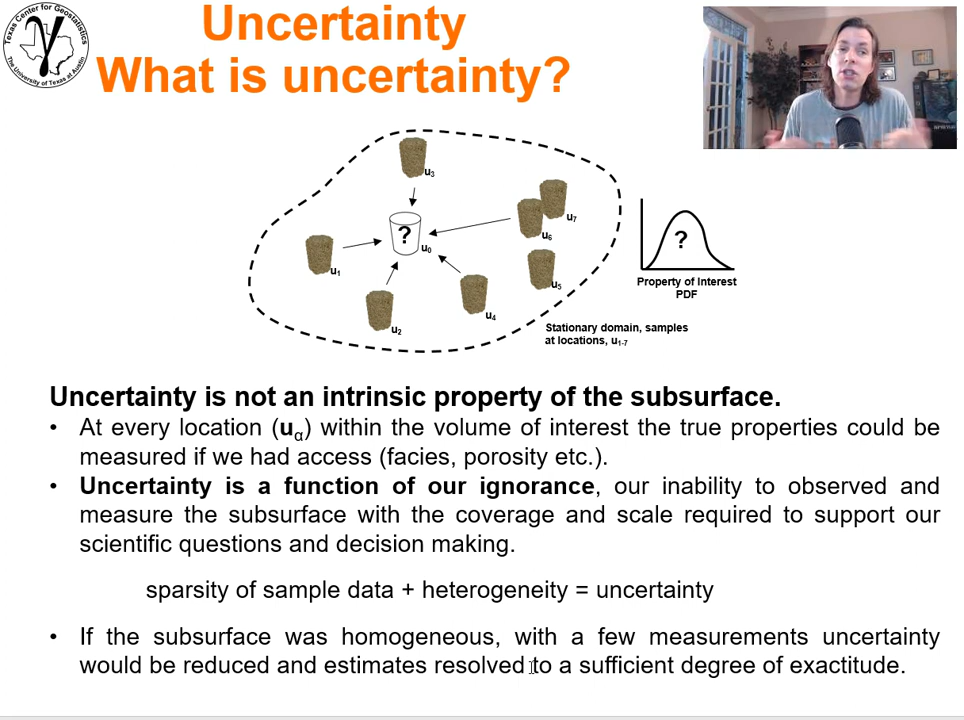 Texas Center for Geostatistics
The University of Texas at Austin
Uncertainty
What is uncertainty?
u3
?
u0
u7
u6
u1
u5
u4
u2
?
Property of Interest
PDF
Stationary domain, samples
at locations, u1-7
Uncertainty is not an intrinsic property of the subsurface.
• At every location (uα) within the volume of interest the true properties could be
measured if we had access (facies, porosity etc.).
• Uncertainty is a function of our ignorance, our inability to observed and
measure the subsurface with the coverage and scale required to support our
scientific questions and decision making.
sparsity of sample data + heterogeneity = uncertainty
• If the subsurface was homogeneous, with a few measurements uncertainty
would be reduced and estimates resolved to a sufficient degree of exactitude.